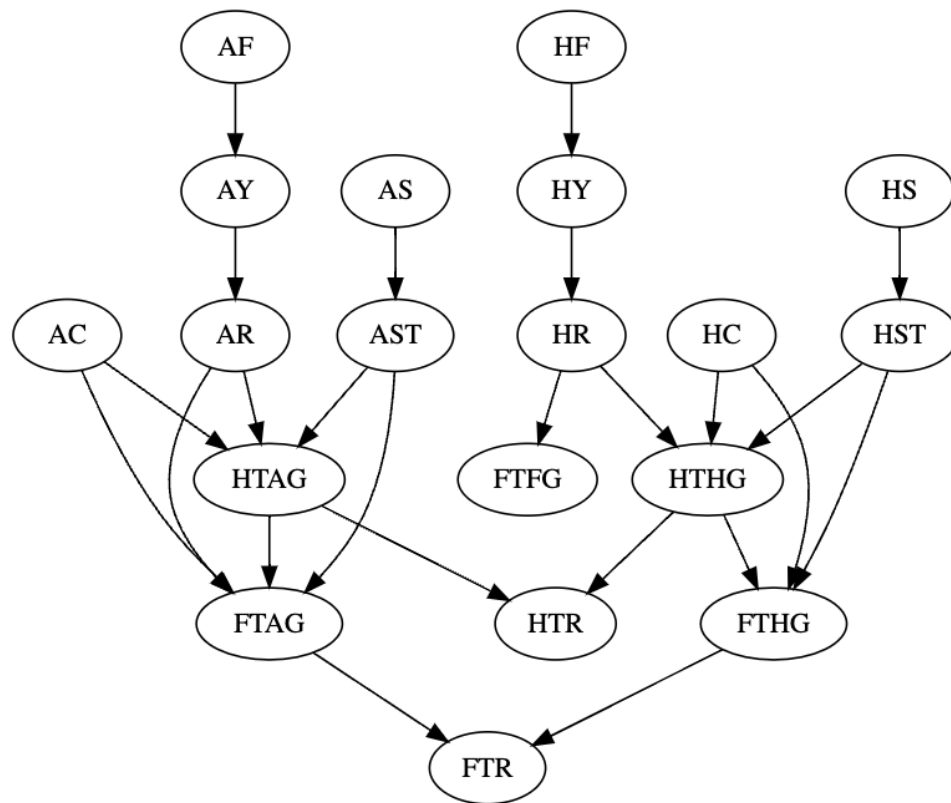 AF HF
AY AS HY HS
AC AR AST HR HC HST
HTAG FTFG HTHG
FTAG HTR FTHG
FTR